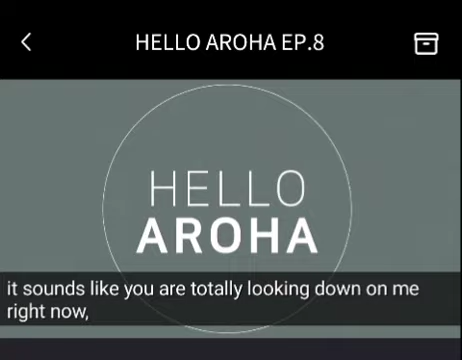 HELLO AROHA EP.8
HELLO
AROHA
it sounds like you are totally looking down on me
right now,